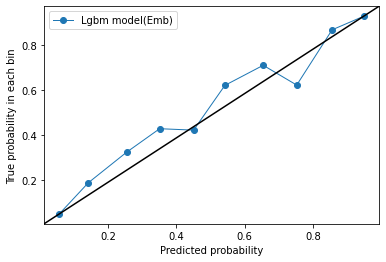 Lgbm model(Emb)
True probability in each bin
0.8
0.6
0.4
0.2
0.2 0.4 0.6 0.8
Predicted probability